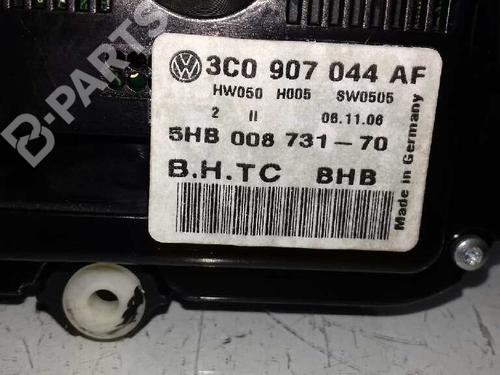 3C0 907 044 AF
HW050 H005 SW0505
2 II 06.11.06
5HB 008 731-70
B.H.TC BHB
Made in Germany
B-PARTS